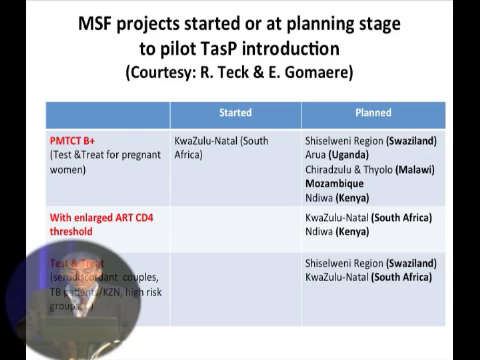 MSF projects started or at planning stage
to pilot TasP introduction
(Courtesy: R. Teck & E. Gomaere)
Started
Planned
PMTCT B+
(Test &Treat for pregnant
women)
KwaZulu-Natal (South
Africa)
Shiselweni Region (Swaziland)
Arua (Uganda)
Chiradzulu & Thyolo (Malawi)
Mozambique
Ndiwa (Kenya)
With enlarged ART CD4
threshold
KwaZulu-Natal (South Africa)
Ndiwa (Kenya)
Test & Treat
(serodiscordant couples,
TB patients/KZN, high risk
groups,
Shiselweni Region (Swaziland)
KwaZulu-Natal (South Africa)